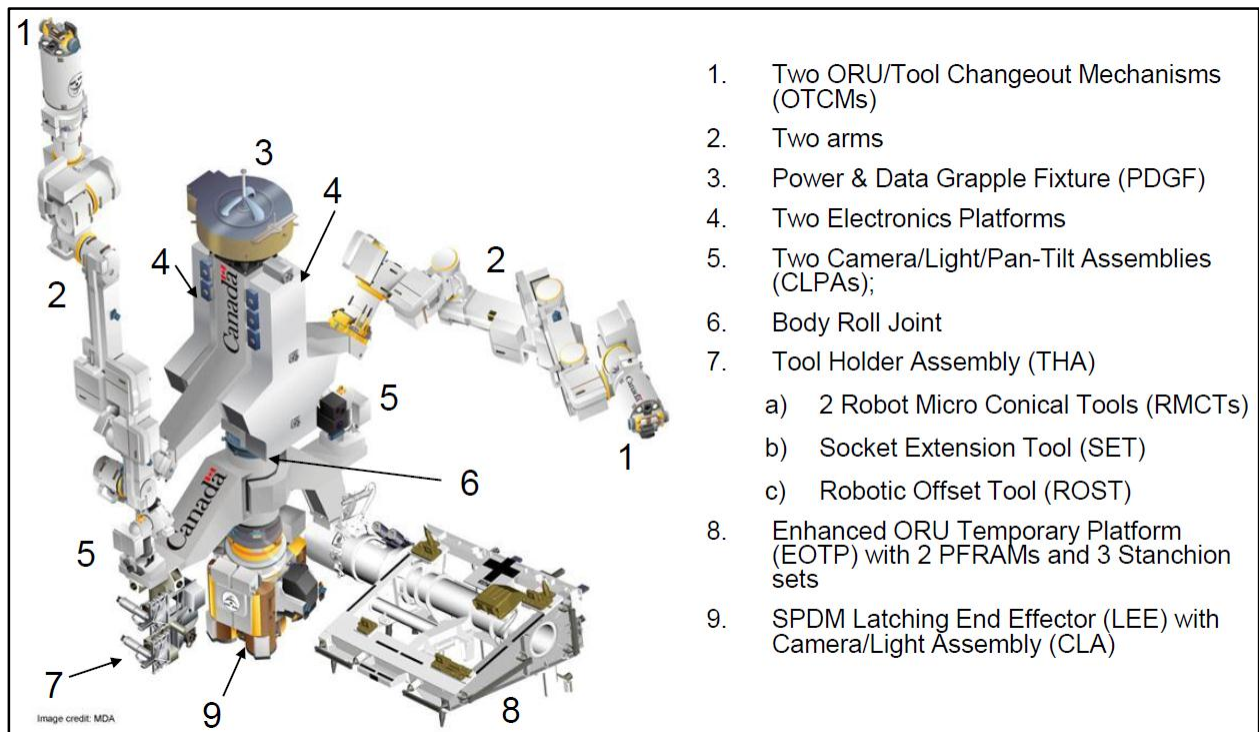 1
3
4
4
2
2
5
1
6
5
7
9
8
Canada
Canada
Canada
Image credit: MDA
1. Two ORU/Tool Changeout Mechanisms
(OTCMs)
2. Two arms
3. Power & Data Grapple Fixture (PDGF)
4. Two Electronics Platforms
5. Two Camera/Light/Pan-Tilt Assemblies
(CLPAs);
6. Body Roll Joint
7. Tool Holder Assembly (THA)
a) 2 Robot Micro Conical Tools (RMCTs)
b) Socket Extension Tool (SET)
c) Robotic Offset Tool (ROST)
8. Enhanced ORU Temporary Platform
(EOTP) with 2 PFRAMs and 3 Stanchion
sets
9. SPDM Latching End Effector (LEE) with
Camera/Light Assembly (CLA)